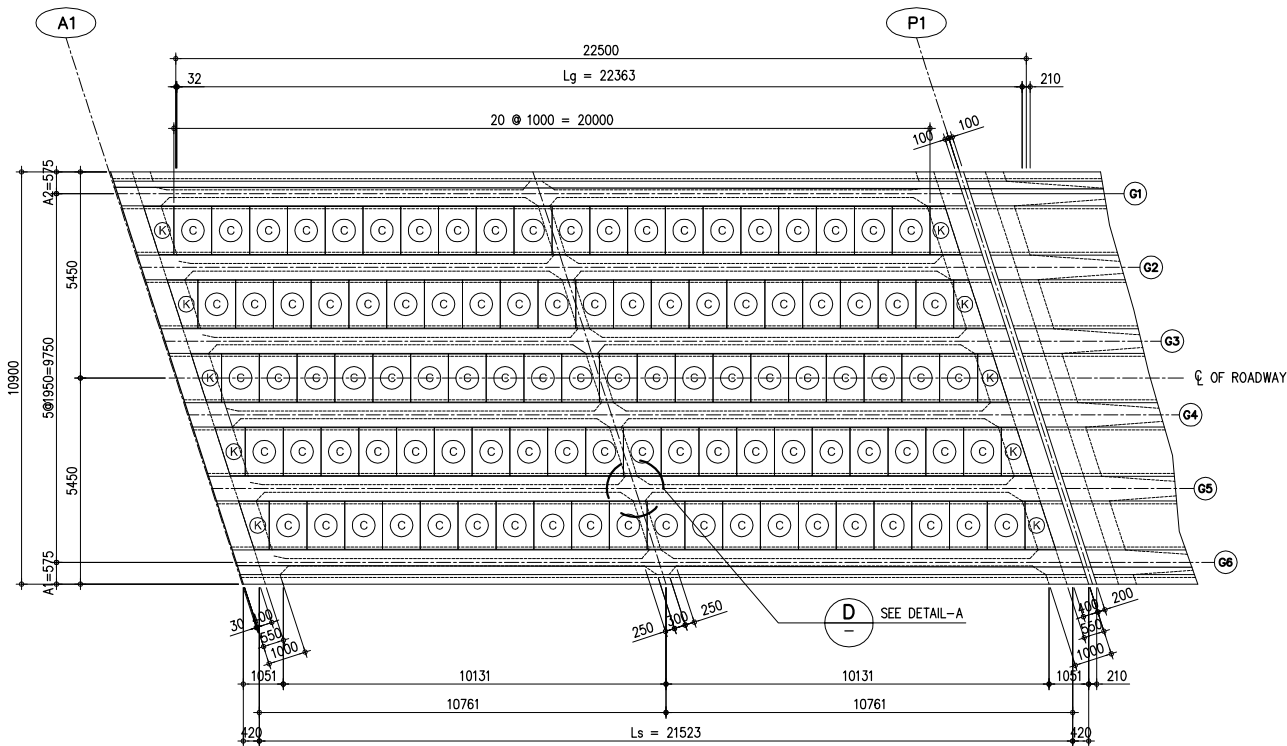 A1
P1
22500
32
Lg = 22363
210
20 @ 1000 = 20000
100
100
A2=575
5450
10900
5@1950=9750
5450
A1=575
G1
K C C C C C C C C C C C C C C C C C C C C K
G2
K C C C C C C C C C C C C C C C C C C C C K
G3
K C C C C C C C C C C C C C C C C C C C C K
℄ OF ROADWAY
G4
K C C C C C C C C C C C C C C C C C C C C K
G5
K C C C C C C C C C C C C C C C C C C C C K
G6
D
–
SEE DETAIL-A
30
550
1000
250
300
250
400
200
550
1000
1051
10131
10131
1051
210
10761
10761
420
Ls = 21523
420